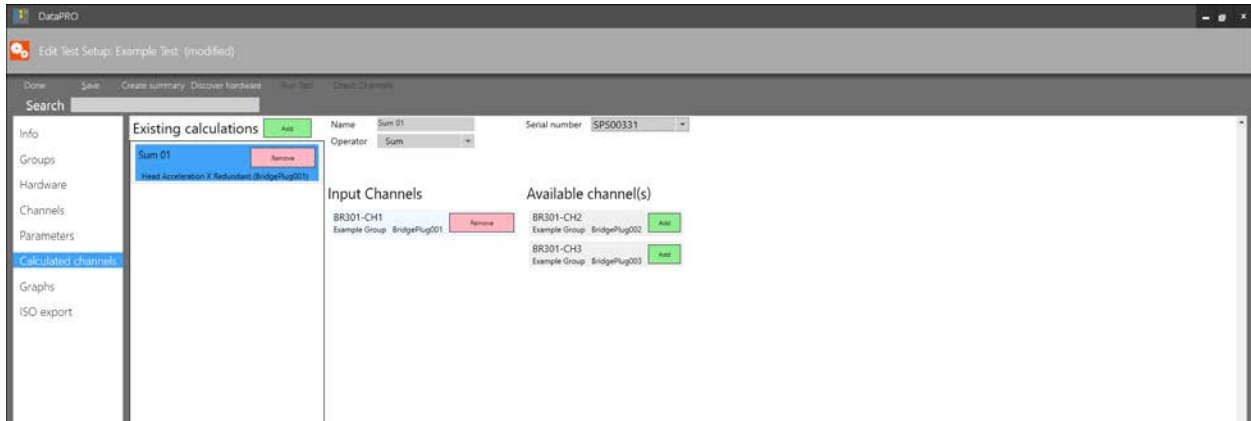 DataPRO
Edit Test Setup: Example Test: (modified)
Done Save Create summary Discover hardware Run Test Check Channels
Search
Info
Groups
Hardware
Channels
Parameters
Calculated channels
Graphs
ISO export
Existing calculations Add
Sum 01 Remove
Head Acceleration X Redundant (BridgePlug001)
Name Sum 01 Serial number SPS00331
Operator Sum
Input Channels
BR301-CH1 Remove
Example Group BridgePlug001
Available channel(s)
BR301-CH2 Add
Example Group BridgePlug002
BR301-CH3 Add
Example Group BridgePlug003